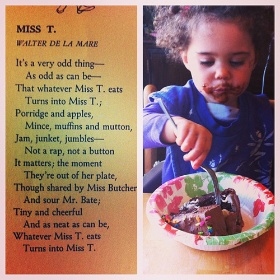 MISS T.
WALTER DE LA MARE
It's a very odd thing—
As odd as can be—
That whatever Miss T. eats
Turns into Miss T.;
Porridge and apples,
Mince, muffins and mutton,
Jam, junket, jumbles—
Not a rap, not a button
It matters; the moment
They're out of her plate,
Though shared by Miss Butcher
And sour Mr. Bate;
Tiny and cheerful
And as neat as can be,
Whatever Miss T. eats
Turns into Miss T.